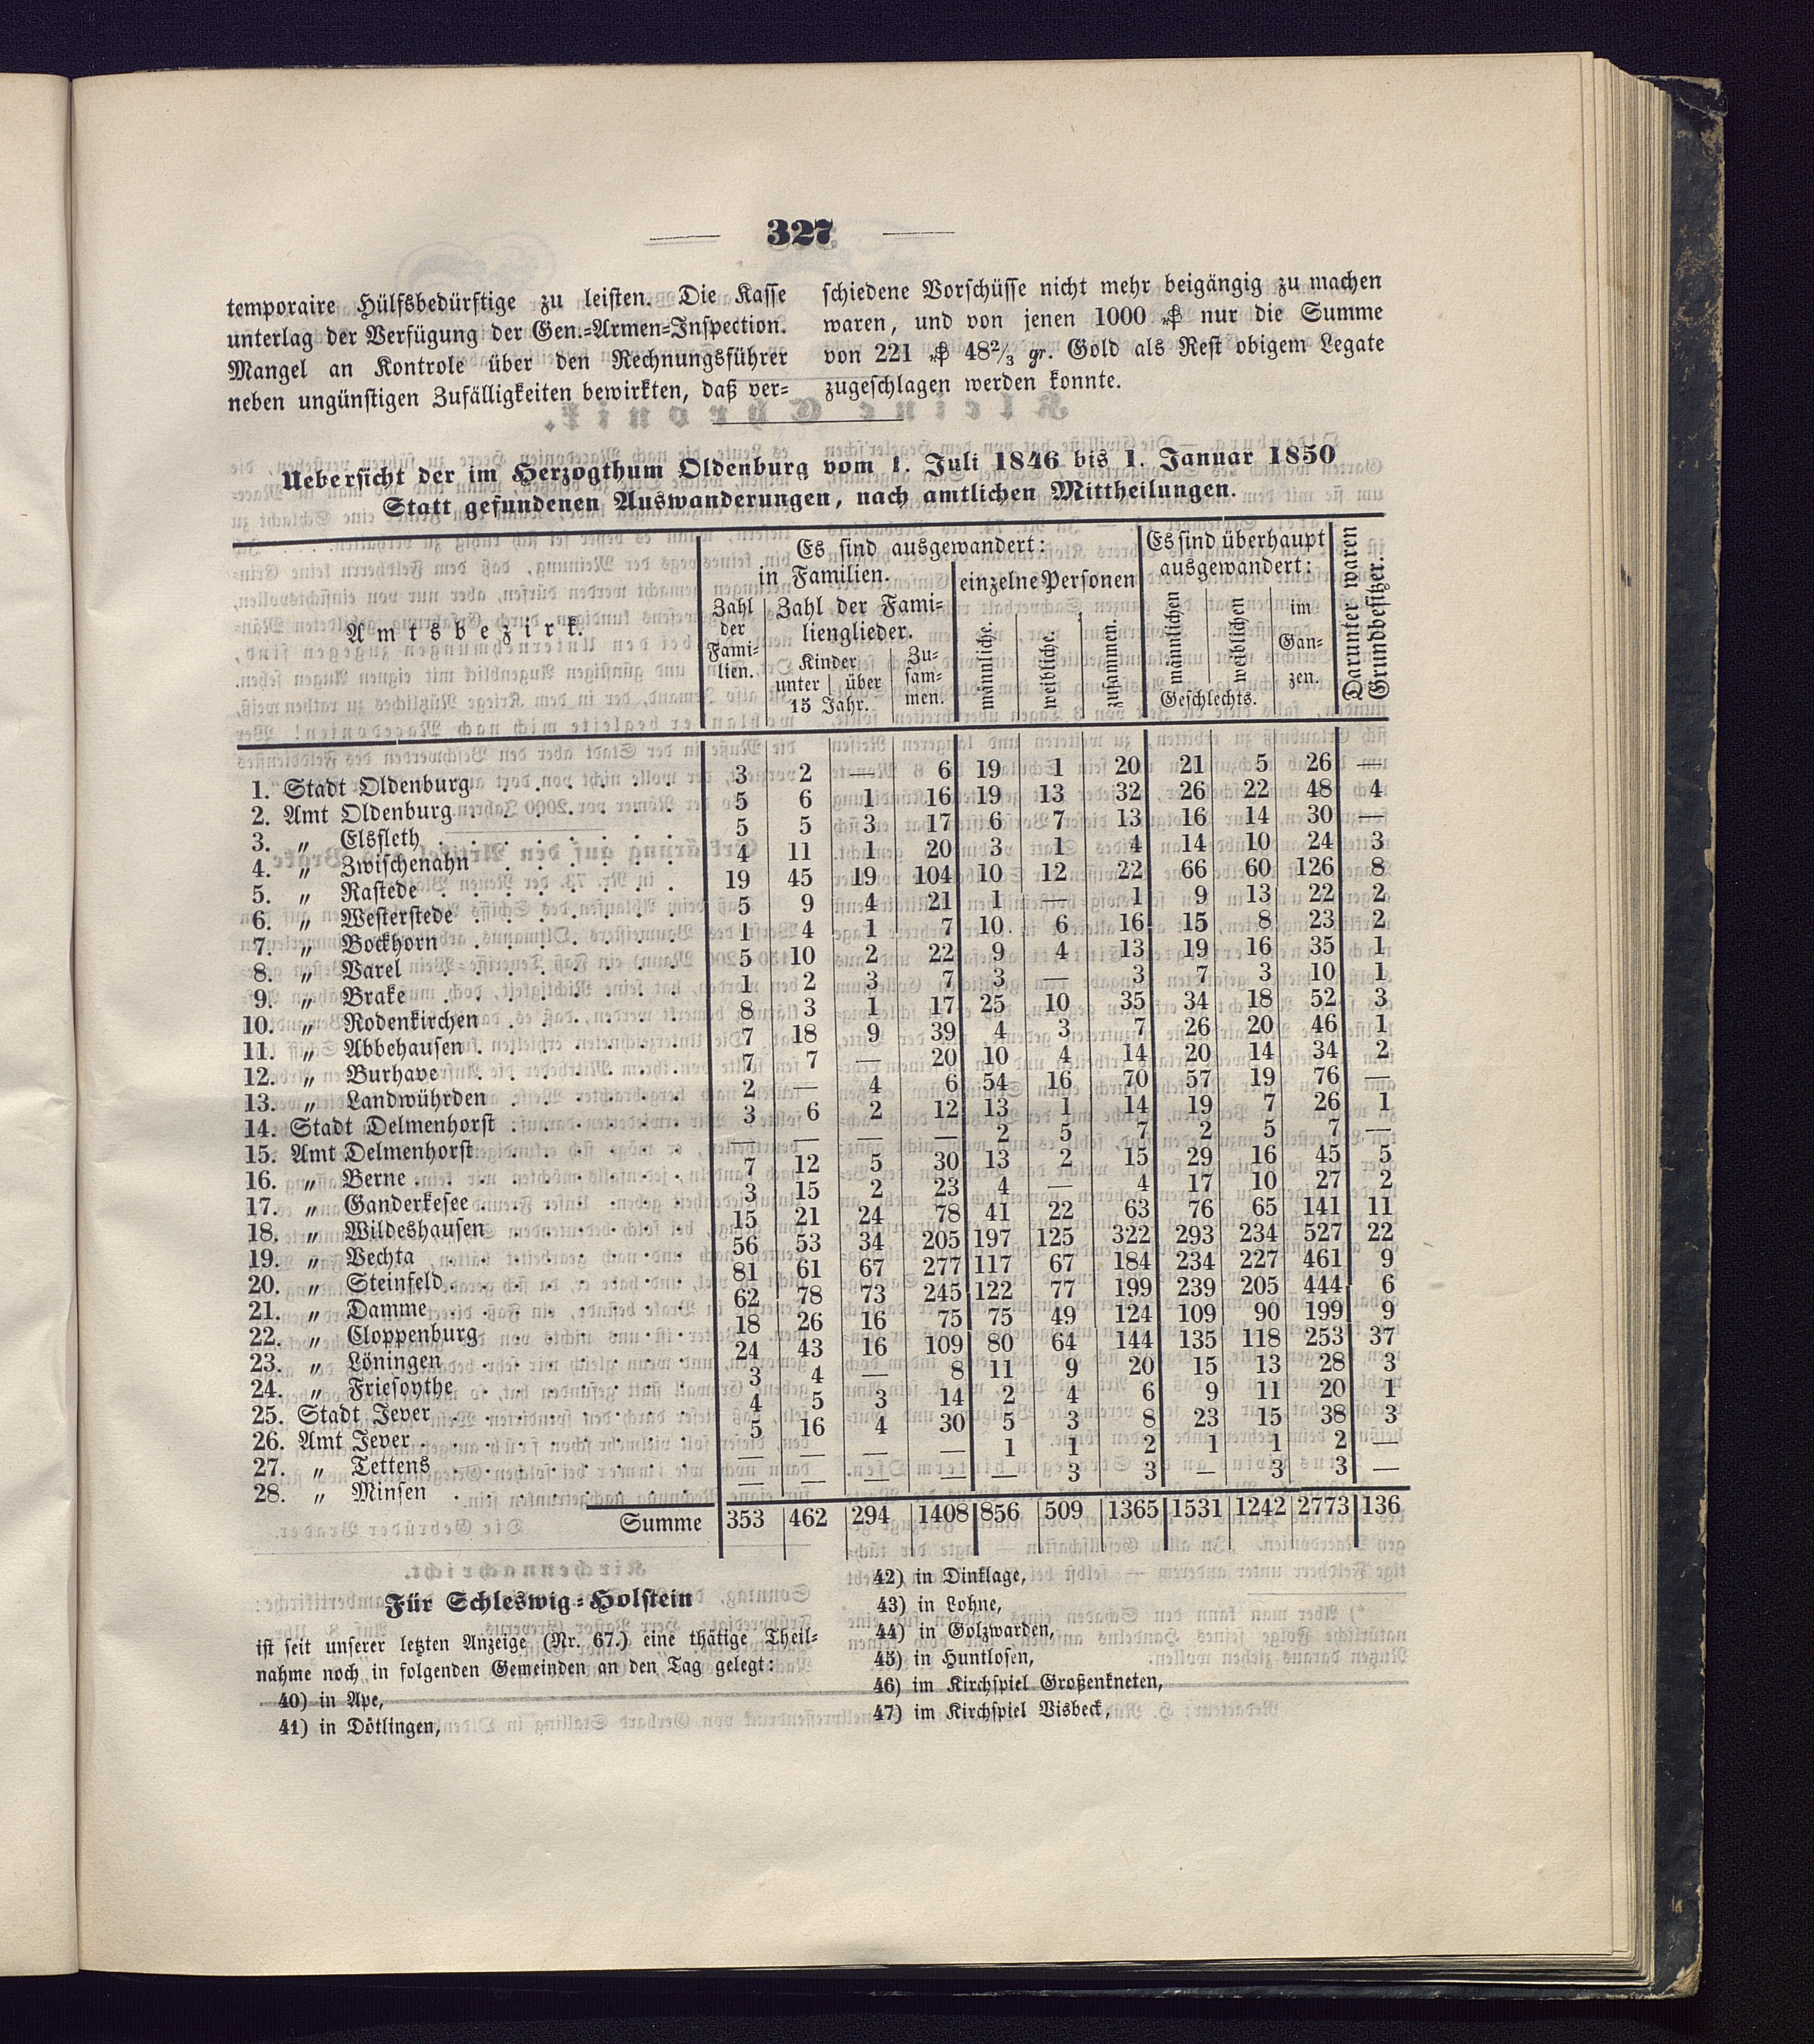 327
temporaire Hülfsbedürftige zu leisten. Die Kasse
unterlag der Verfügung der Gen.-Armen-Inspection.
Mangel an Kontrole über den Rechnungsführer
neben ungünstigen Zufälligkeiten bewirkten, daß ver-
schiedene Vorschüsse nicht mehr beigängig zu machen
waren, und von jenen 1000 ₰ nur die Summe
von 221 ₰ 48⅔ gr. Gold als Rest obigem Legate
zugeschlagen werden konnte.
Uebersicht der im Herzogthum Oldenburg vom 1. Juli 1846 bis 1. Januar 1850
Statt gefundenen Auswanderungen, nach amtlichen Mittheilungen.
Amtsbezirk.
Es sind ausgewandert:
in Familien.
Zahl
der
Fami-
lien.
Zahl der Fami-
lienglieder.
Kinder
unter über
15 Jahr.
Zu-
sam-
men.
einzelne Personen
männliche.
weibliche.
zusammen.
Es sind überhaupt
ausgewandert:
männlichen
weiblichen
Geschlechts.
im
Gan-
zen.
Darunter waren
Grundbesitzer.
1. Stadt Oldenburg 3 2 — 6 19 1 20 21 5 26 —
2. Amt Oldenburg 5 6 1 16 19 13 32 26 22 48 4
3. „ Elsfleth 5 5 3 17 6 7 13 16 14 30 —
4. „ Zwischenahn 4 11 1 20 3 1 4 14 10 24 3
5. „ Rastede 19 45 19 104 10 12 22 66 60 126 8
6. „ Westerstede 5 9 4 21 1 — 1 9 13 22 2
7. „ Bockhorn 1 4 1 7 10 6 16 15 8 23 2
8. „ Varel 5 10 2 22 9 4 13 19 16 35 1
9. „ Brake 1 2 3 7 3 — 3 7 3 10 1
10. „ Rodenkirchen 8 3 1 17 25 10 35 34 18 52 3
11. „ Abbehausen 7 18 9 39 4 3 7 26 20 46 1
12. „ Burhave 7 7 — 20 10 4 14 20 14 34 2
13. „ Landwührden 2 — 4 6 54 16 70 57 19 76 —
14. Stadt Delmenhorst 3 6 2 12 13 1 14 19 7 26 1
15. Amt Delmenhorst — — — — 2 5 7 2 5 7 —
16. „ Berne 7 12 5 30 13 2 15 29 16 45 5
17. „ Ganderkesee 3 15 2 23 4 — 4 17 10 27 2
18. „ Wildeshausen 15 21 24 78 41 22 63 76 65 141 11
19. „ Vechta 56 53 34 205 197 125 322 293 234 527 22
20. „ Steinfeld 81 61 67 277 117 67 184 234 227 461 9
21. „ Damme 62 78 73 245 122 77 199 239 205 444 6
22. „ Cloppenburg 18 26 16 75 75 49 124 109 90 199 9
23. „ Löningen 24 43 16 109 80 64 144 135 118 253 37
24. „ Friesoythe 3 4 — 8 11 9 20 15 13 28 3
25. Stadt Jever 4 5 3 14 2 4 6 9 11 20 1
26. Amt Jever 5 16 4 30 5 3 8 23 15 38 3
27. „ Tettens — — — — 1 1 2 1 1 2 —
28. „ Minsen — — — — — 3 3 — 3 3 —
Summe 353 462 294 1408 856 509 1365 1531 1242 2773 136
Für Schleswig-Holstein
ist seit unserer letzten Anzeige (Nr. 67.) eine thätige Theil-
nahme noch in folgenden Gemeinden an den Tag gelegt:
40) in Ape,
41) in Dötlingen,
42) in Dinklage,
43) in Lohne,
44) in Golzwarden,
45) in Huntlosen,
46) im Kirchspiel Großenkneten,
47) im Kirchspiel Visbeck,